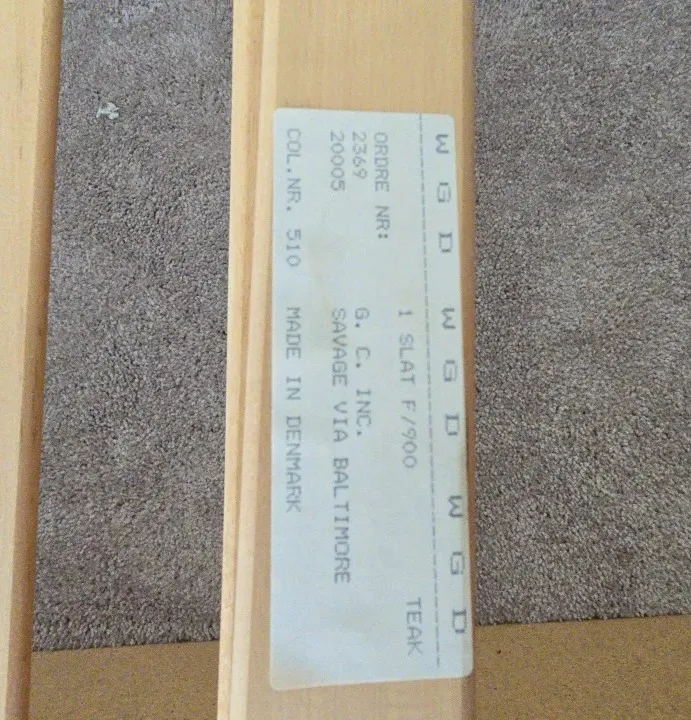 W G D W G D W G D
1 SLAT F/900 TEAK
ORDRE NR:
2369 G. C. INC.
20005 SAVAGE VIA BALTIMORE
COL.NR. 510 MADE IN DENMARK